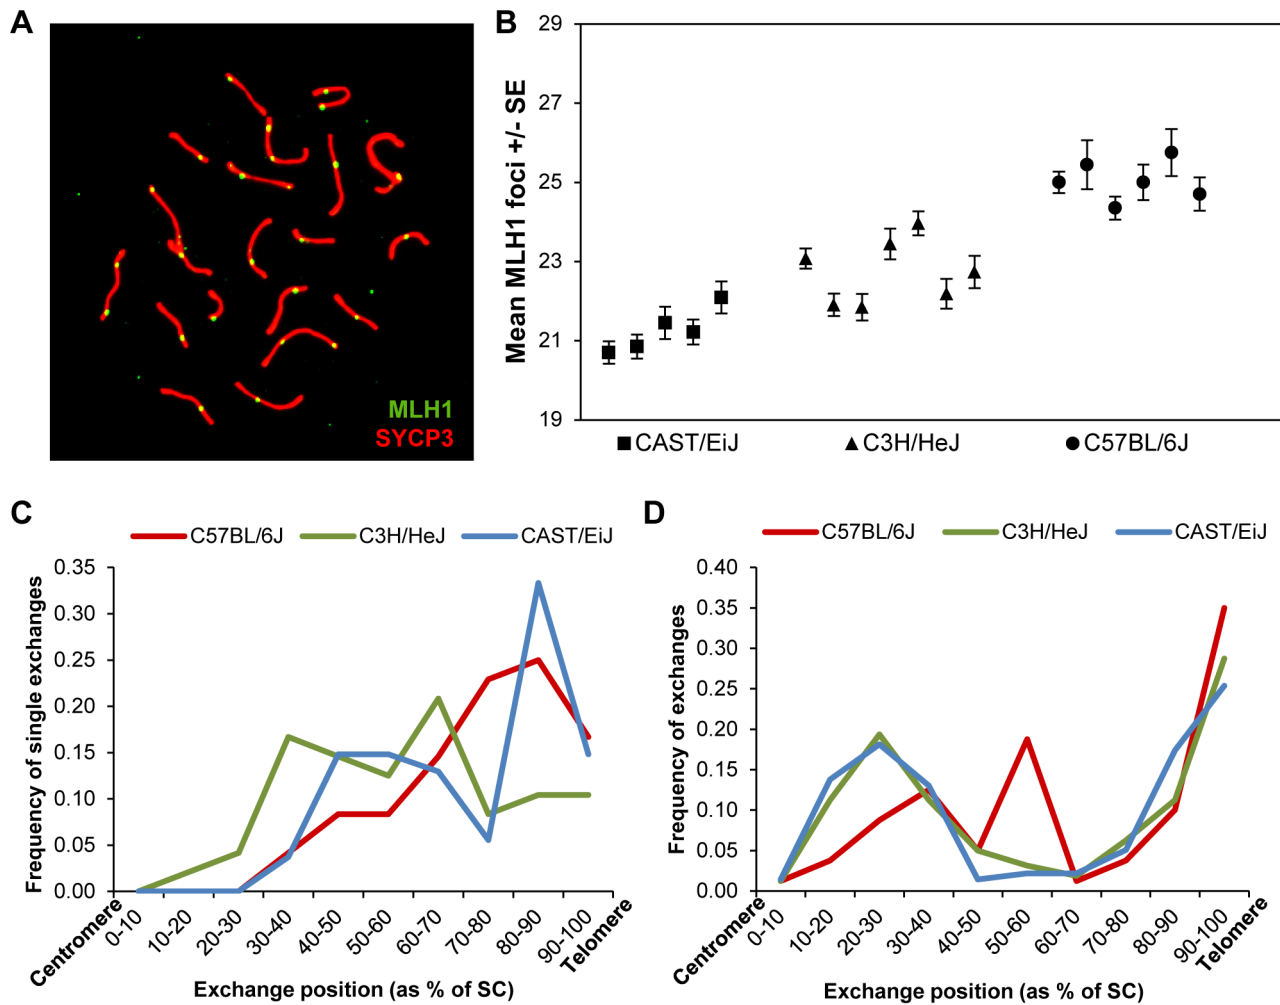 A
MLH1
SYCP3
B
Mean MLH1 foci +/- SE
29
27
25
23
21
19
CAST/EiJ
C3H/HeJ
C57BL/6J
C
C57BL/6J
C3H/HeJ
CAST/EiJ
Frequency of single exchanges
0.35
0.30
0.25
0.20
0.15
0.10
0.05
0.00
Centromere
0-10
10-20
20-30
30-40
40-50
50-60
60-70
70-80
80-90
90-100
Telomere
Exchange position (as % of SC)
D
C57BL/6J
C3H/HeJ
CAST/EiJ
Frequency of exchanges
0.40
0.35
0.30
0.25
0.20
0.15
0.10
0.05
0.00
Centromere
0-10
10-20
20-30
30-40
40-50
50-60
60-70
70-80
80-90
90-100
Telomere
Exchange position (as % of SC)